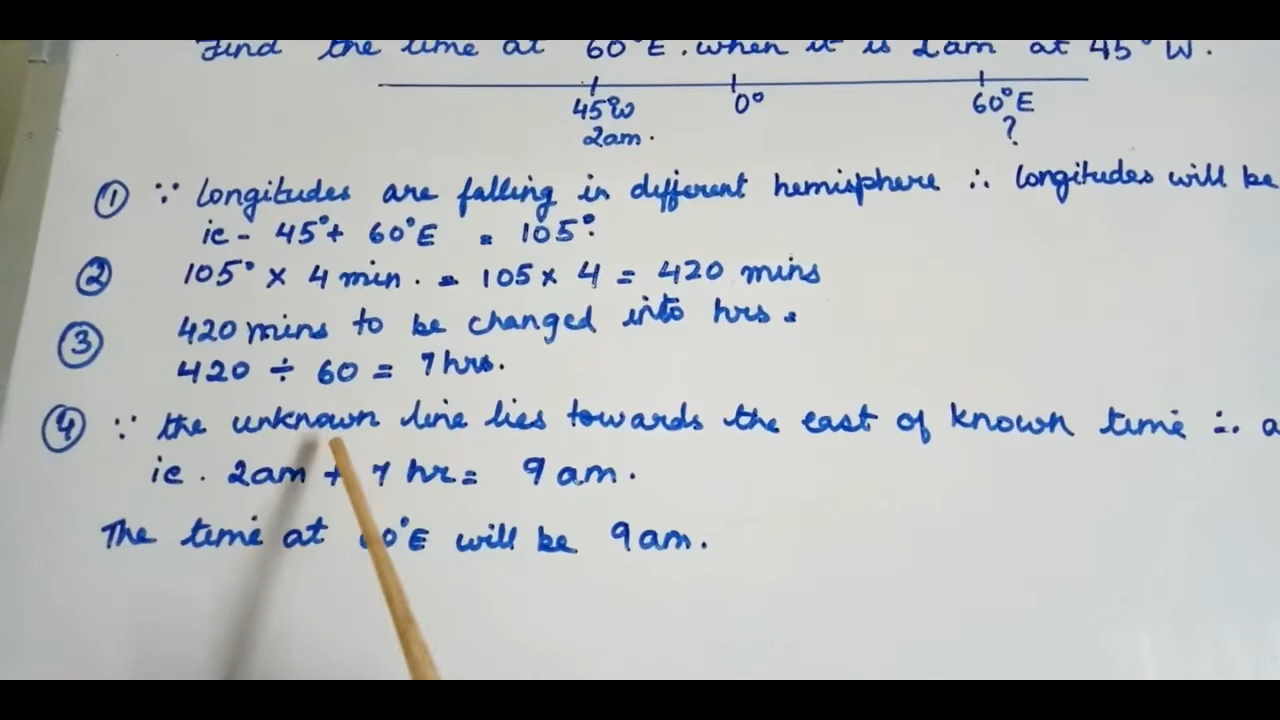 Find the time at 60°E. when it is 2am at 45°W.
45W 0° 60°E
2am. ?
① ∵ longitudes are falling in different hemisphere ∴ longitudes will be
ie - 45°+ 60°E = 105°.
② 105° × 4 min. = 105 × 4 = 420 mins
③ 420 mins to be changed into hrs.
420 ÷ 60 = 7 hrs.
④ ∵ the unknown line lies towards the east of known time ∴
ie. 2am + 7 hr = 9 am.
The time at 60°E will be 9am.